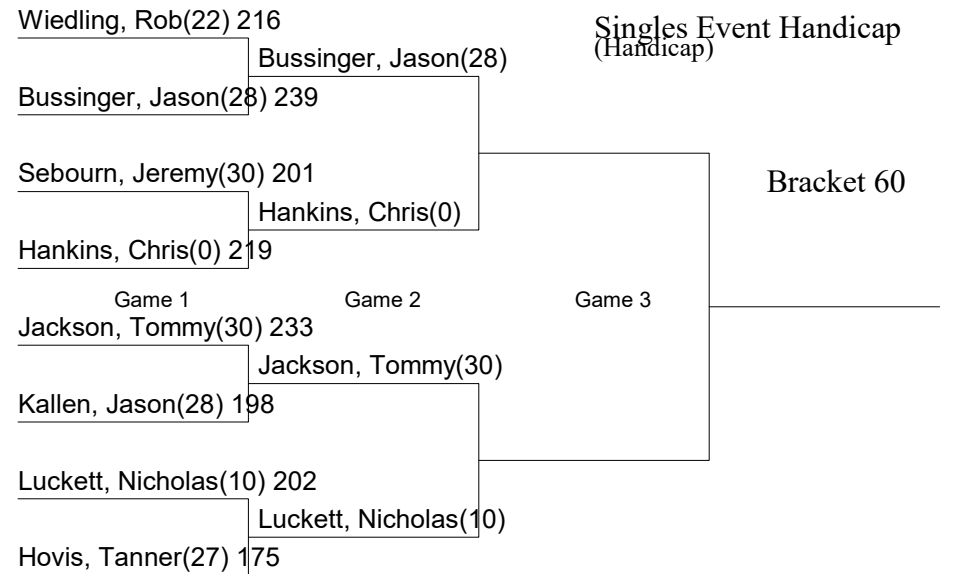 Wiedling, Rob(22) 216
Singles Event Handicap
(Handicap)
Bussinger, Jason(28)
Bussinger, Jason(28) 239
Sebourn, Jeremy(30) 201
Bracket 60
Hankins, Chris(0)
Hankins, Chris(0) 219
Game 1 Game 2 Game 3
Jackson, Tommy(30) 233
Jackson, Tommy(30)
Kallen, Jason(28) 198
Luckett, Nicholas(10) 202
Luckett, Nicholas(10)
Hovis, Tanner(27) 175